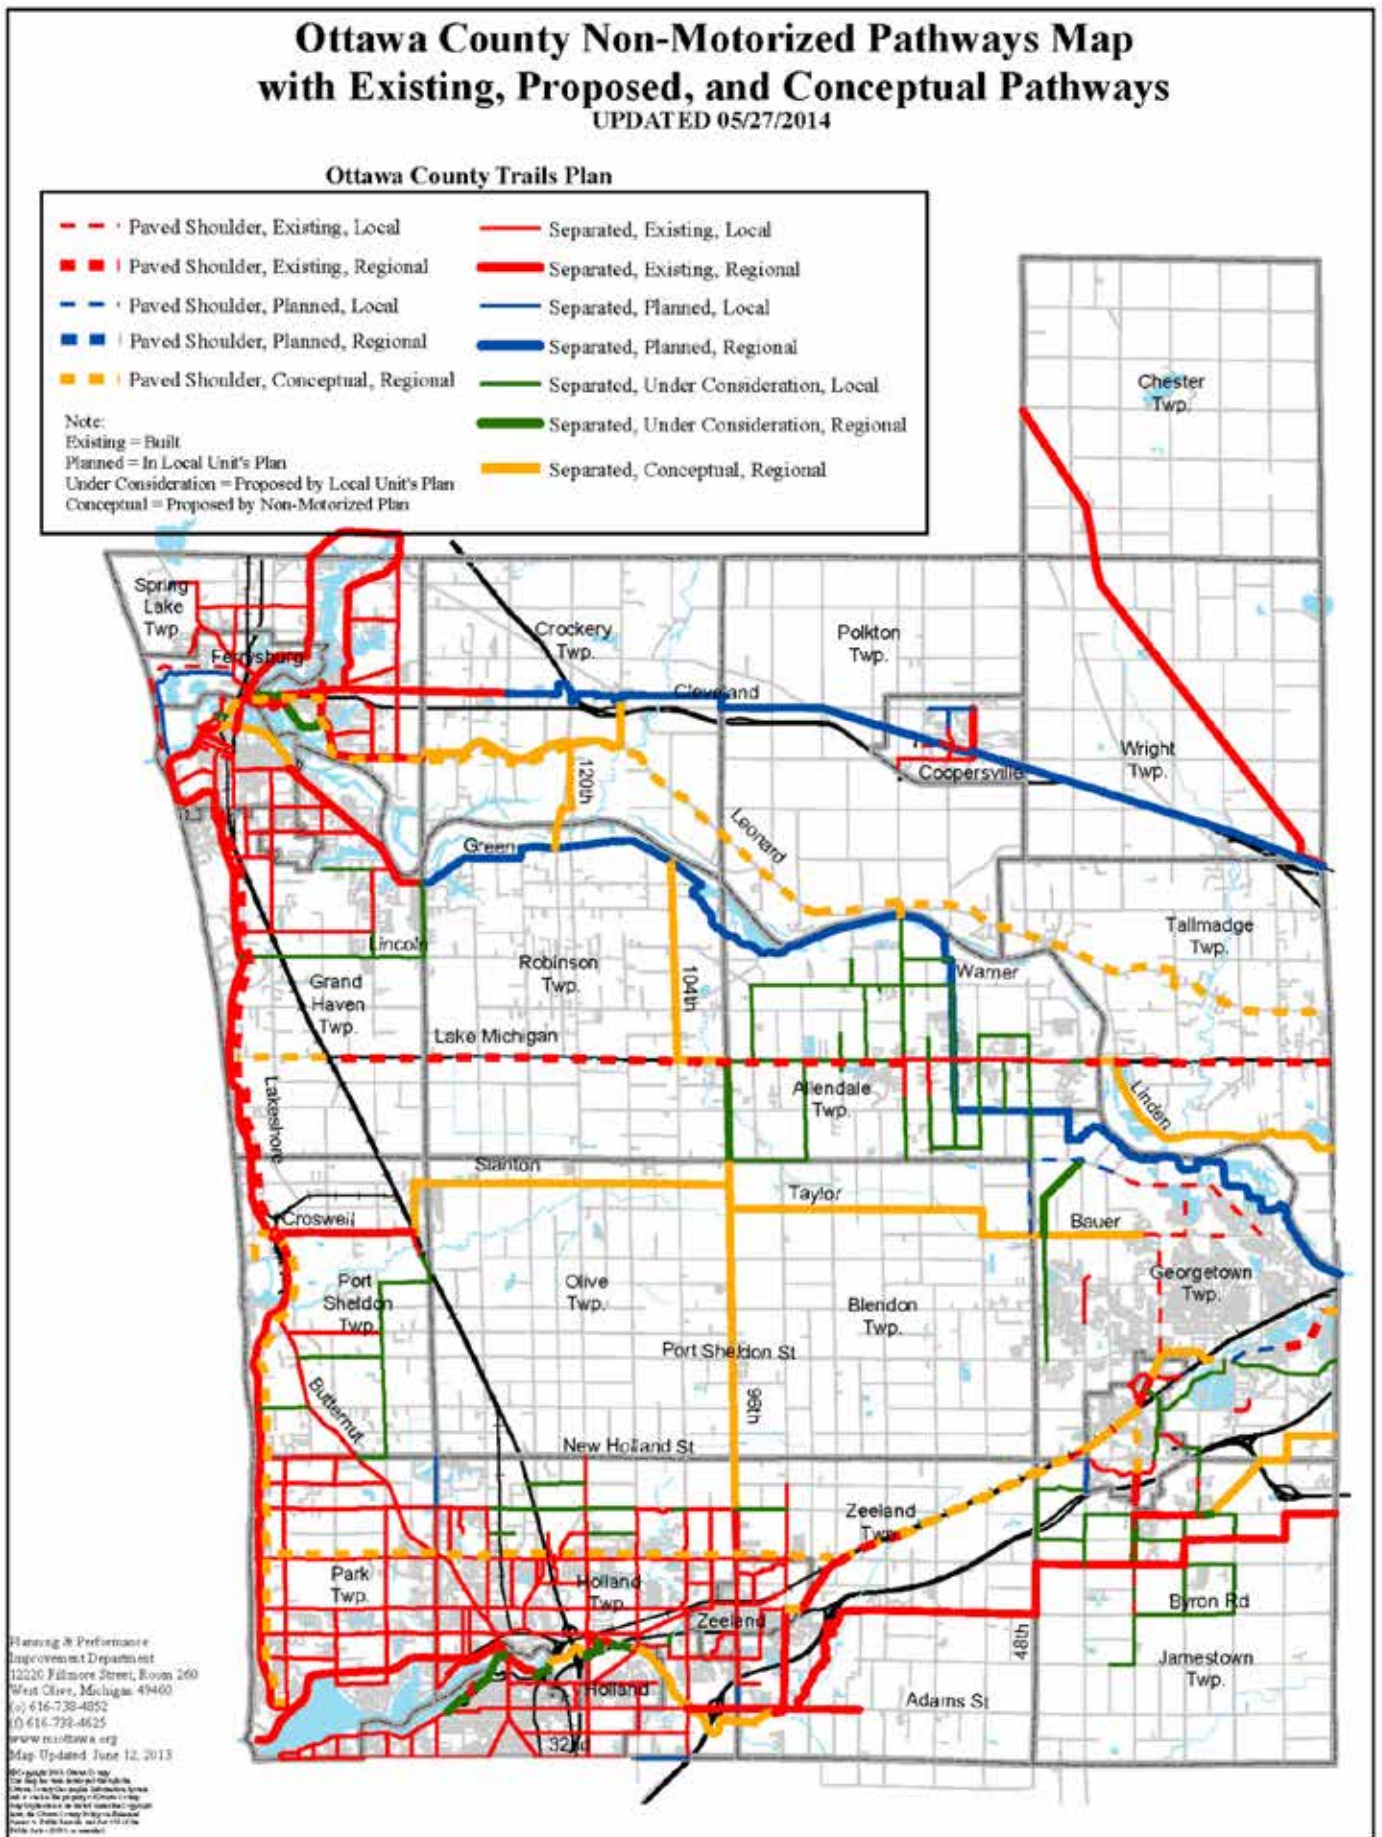 Ottawa County Non-Motorized Pathways Map
with Existing, Proposed, and Conceptual Pathways
UPDATED 05/27/2014
Ottawa County Trails Plan
Paved Shoulder, Existing, Local
Paved Shoulder, Existing, Regional
Paved Shoulder, Planned, Local
Paved Shoulder, Planned, Regional
Paved Shoulder, Conceptual, Regional
Separated, Existing, Local
Separated, Existing, Regional
Separated, Planned, Local
Separated, Planned, Regional
Separated, Under Consideration, Local
Separated, Under Consideration, Regional
Separated, Conceptual, Regional
Note:
Existing = Built
Planned = In Local Unit's Plan
Under Consideration = Proposed by Local Unit's Plan
Conceptual = Proposed by Non-Motorized Plan
Chester
Twp.
Spring
Lake
Twp
Ferrysburg
Crockery
Twp.
Polkton
Twp.
Cleveland
Wright
Twp.
Coopersville
120th
Leonard
Green
Tallmadge
Twp.
Lincoln
Robinson
Twp.
Warner
Grand
Haven
Twp.
104th
Lake Michigan
Lakeshore
Allendale
Twp.
Linden
Stanton
Taylor
Croswell
Bauer
Port
Sheldon
Twp.
Olive
Twp.
Georgetown
Twp.
Blendon
Twp.
Port Sheldon St
Butternut
96th
New Holland St
Zeeland
Twp.
Park
Twp.
Holland
Twp.
Byron Rd
Zeeland
48th
Jamestown
Twp.
Holland
Adams St
32nd
Planning & Performance
Improvement Department
12220 Fillmore Street, Room 260
West Olive, Michigan 49460
(o) 616-738-4852
(f) 616-738-4625
www.miottawa.org
Map Updated June 12, 2013